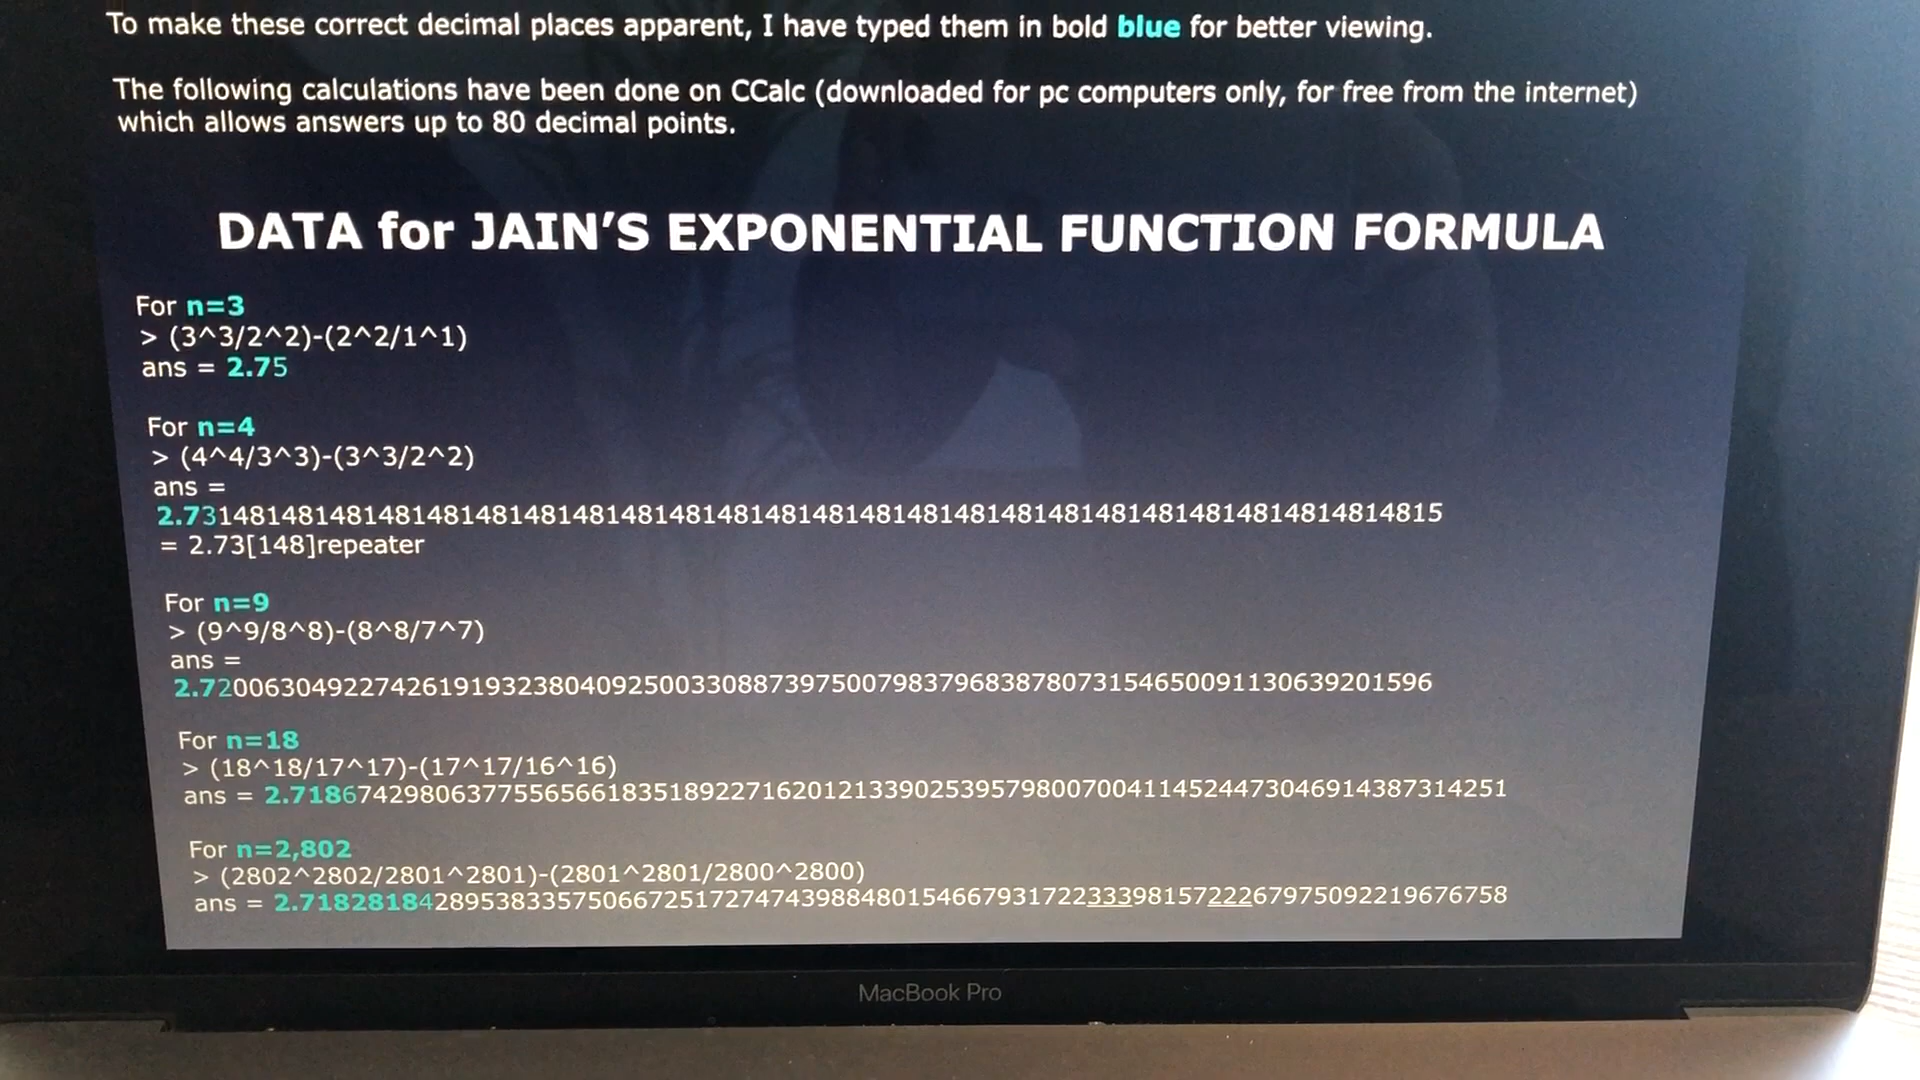 To make these correct decimal places apparent, I have typed them in bold blue for better viewing.
The following calculations have been done on CCalc (downloaded for pc computers only, for free from the internet)
which allows answers up to 80 decimal points.
DATA for JAIN'S EXPONENTIAL FUNCTION FORMULA
For n=3
> (3^3/2^2)-(2^2/1^1)
ans = 2.75
For n=4
> (4^4/3^3)-(3^3/2^2)
ans =
2.7314814814814814814814814814814814814814814814814814814814814814814814814814815
= 2.73[148]repeater
For n=9
> (9^9/8^8)-(8^8/7^7)
ans =
2.720063049227426191932380409250033088739750079837968387807315465009113063920​1596
For n=18
> (18^18/17^17)-(17^17/16^16)
ans = 2.718674298063775565661835189227162012133902539579800700411452447304691438731​4251
For n=2,802
> (2802^2802/2801^2801)-(2801^2801/2800^2800)
ans = 2.718281842895383357506672517274743988480154667931722333981572226797509221967​6758
MacBook Pro